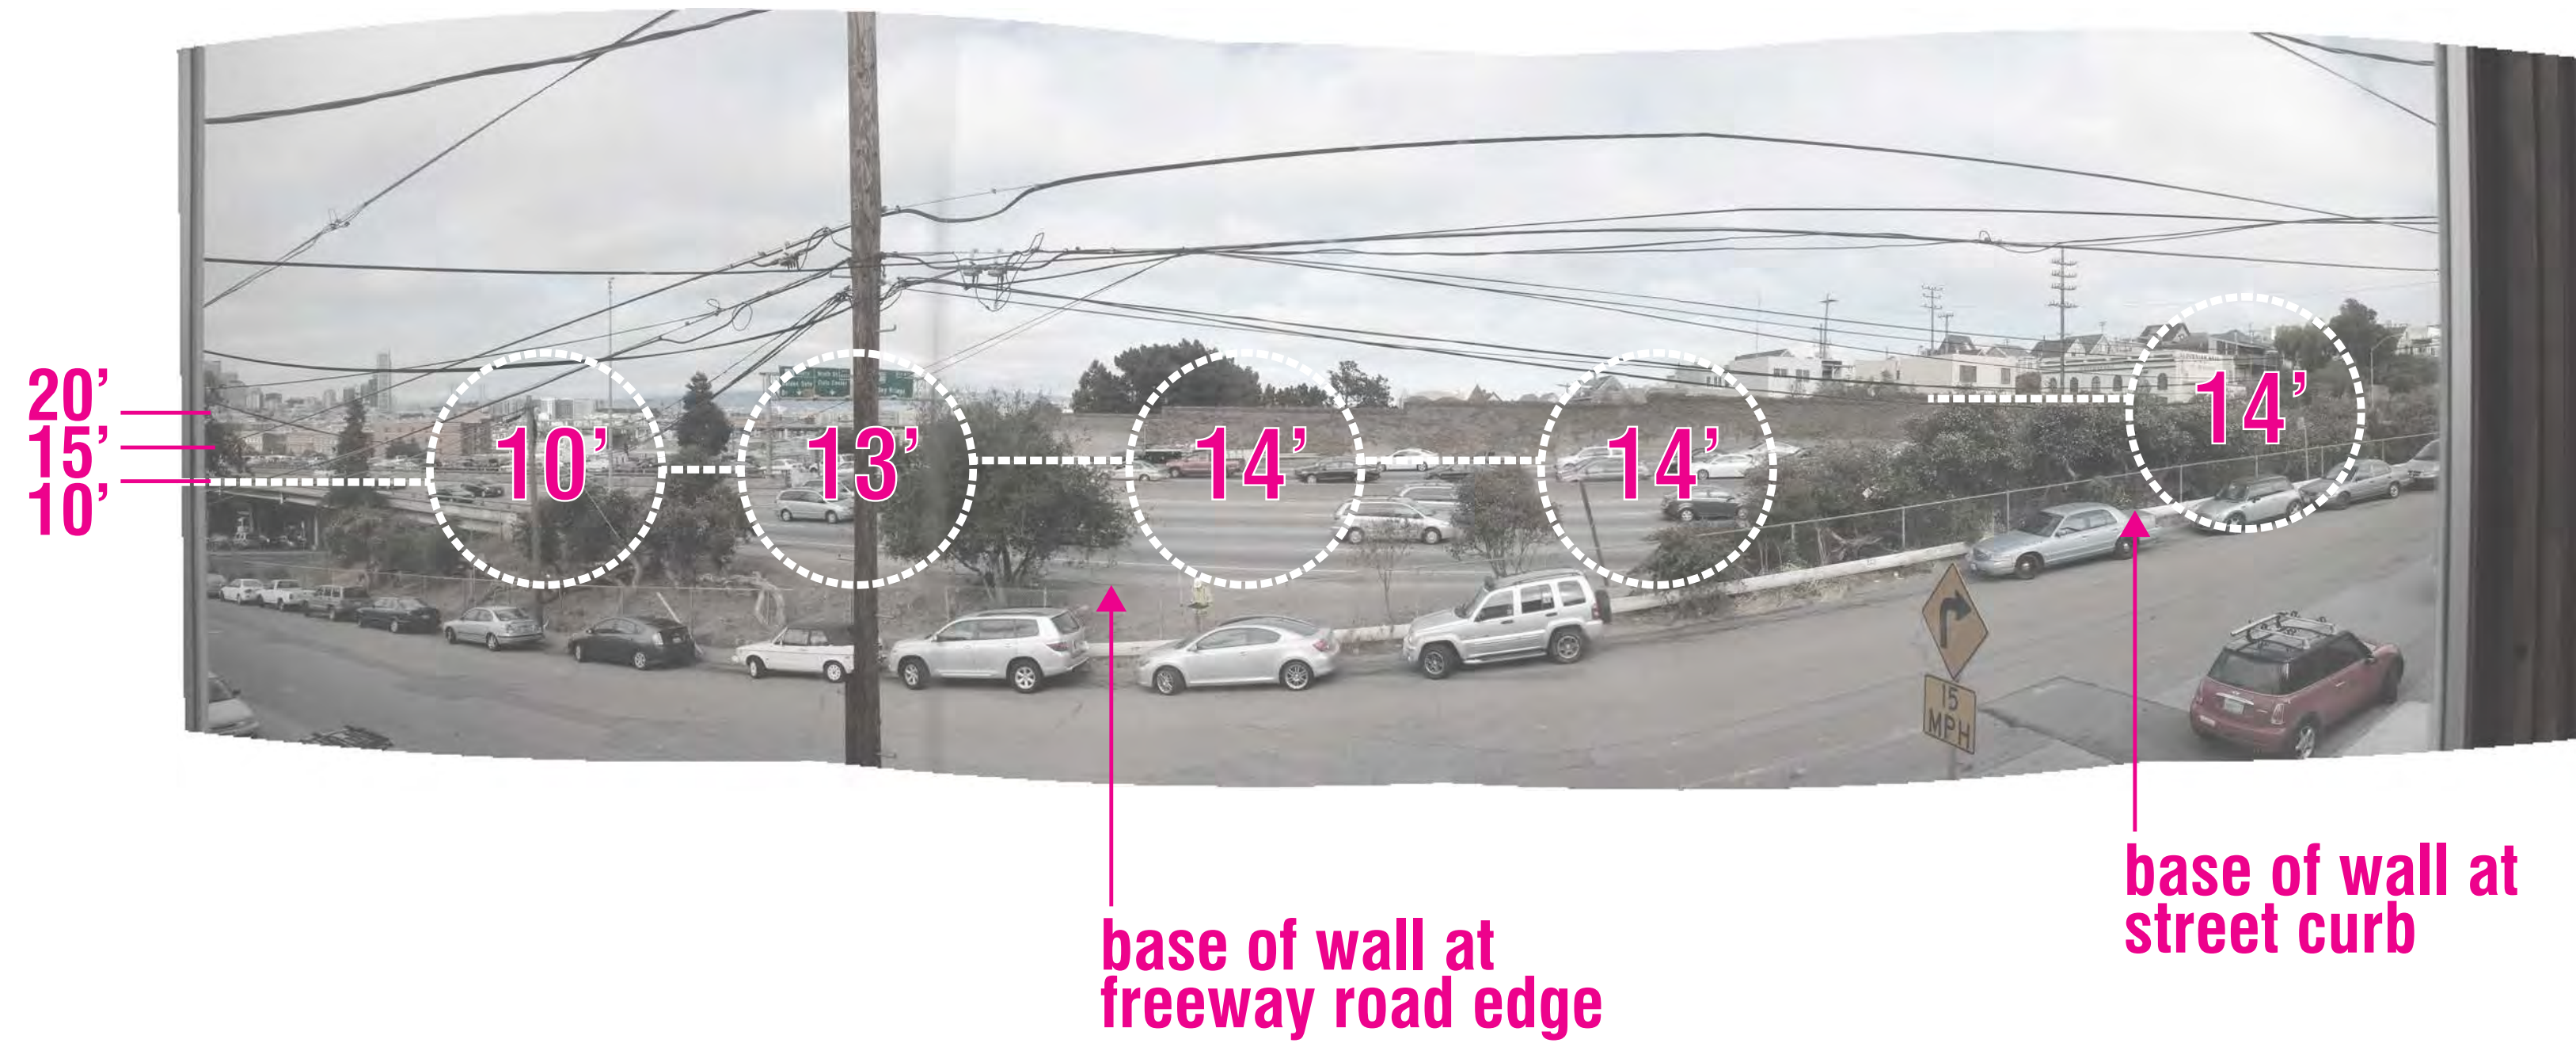 20’
15’
10’
10’
13’
14’
14’
14’
15
MPH
base of wall at
freeway road edge
base of wall at
street curb